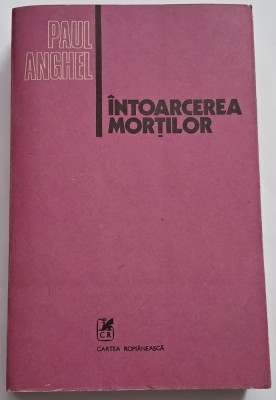 PAUL
ANGHEL
ÎNTOARCEREA
MORȚILOR
CR
CARTEA ROMÂNEASCĂ